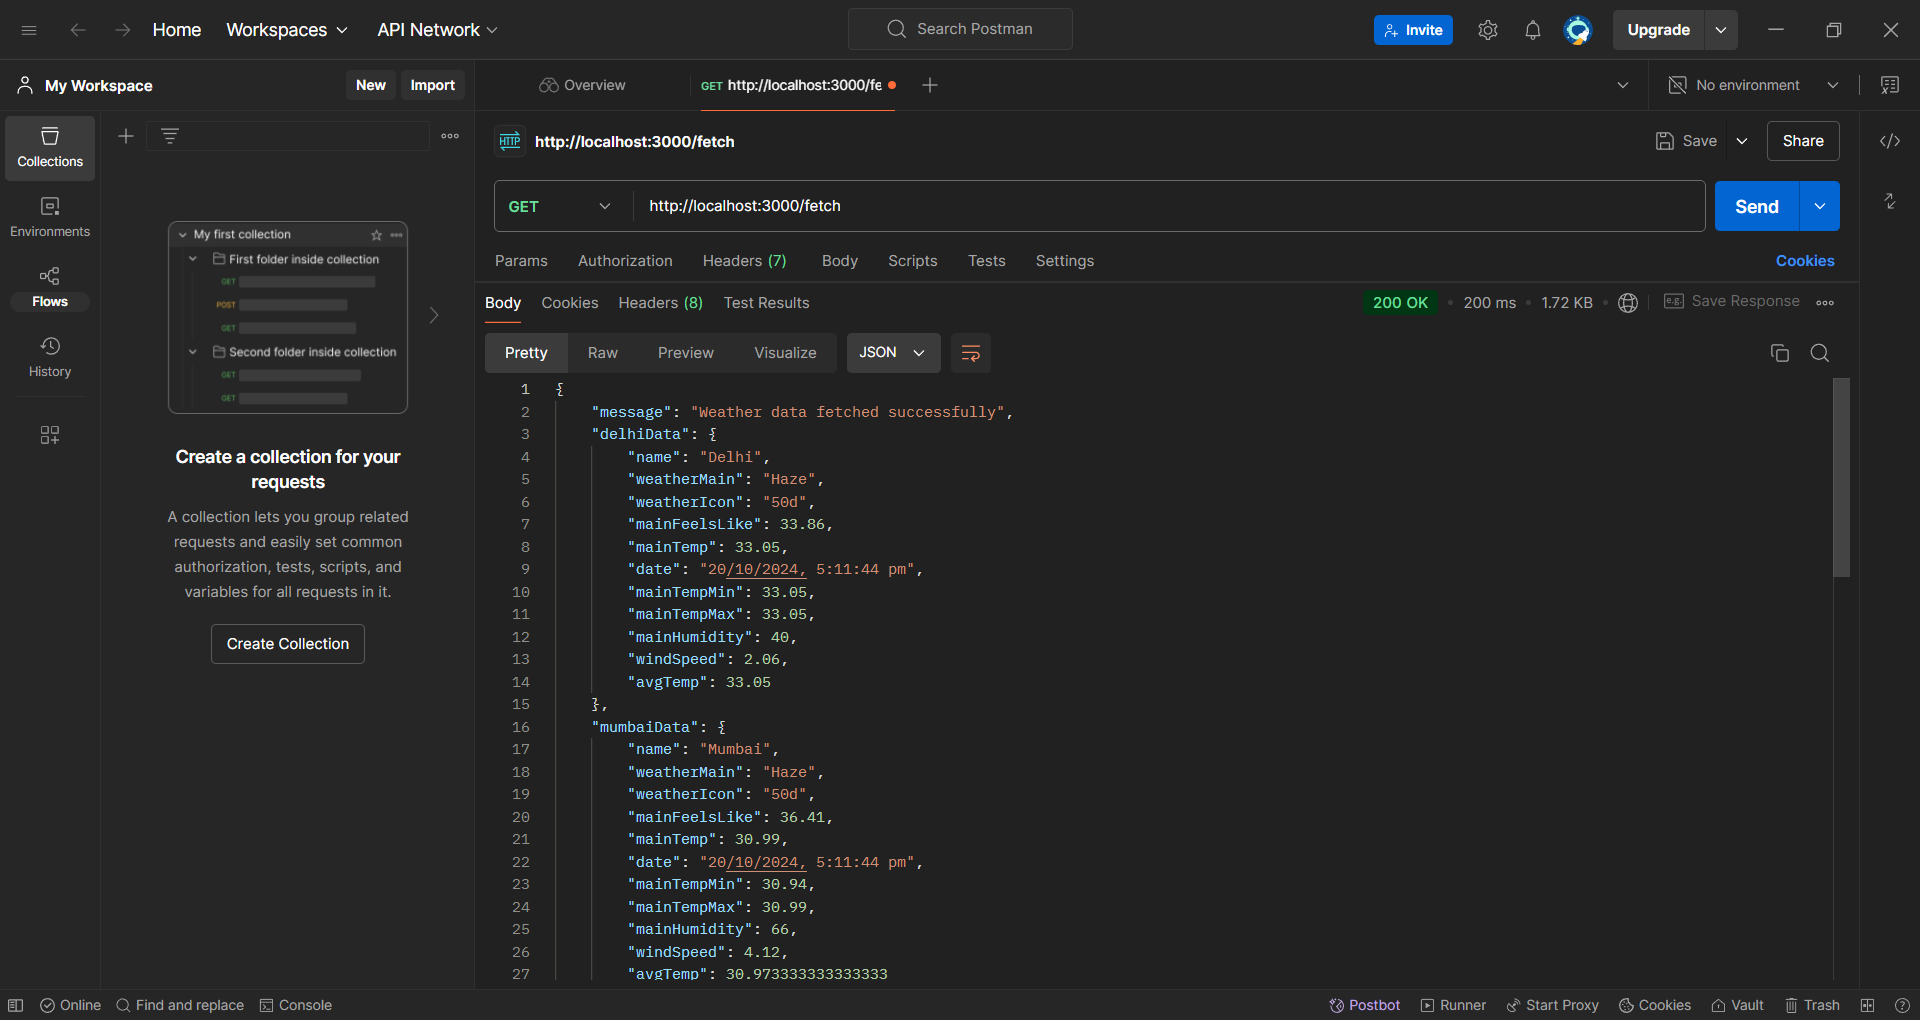 Home Workspaces API Network Search Postman Invite Upgrade
My Workspace New Import Overview GET http://localhost:3000/fe No environment
Collections
Environments
Flows
History
My first collection
First folder inside collection
GET
POST
GET
Second folder inside collection
GET
GET
Create a collection for your
requests
A collection lets you group related
requests and easily set common
authorization, tests, scripts, and
variables for all requests in it.
Create Collection
HTTP http://localhost:3000/fetch Save Share
GET http://localhost:3000/fetch Send
Params Authorization Headers (7) Body Scripts Tests Settings Cookies
Body Cookies Headers (8) Test Results 200 OK 200 ms 1.72 KB e.g. Save Response
Pretty Raw Preview Visualize JSON
1 {
2 "message": "Weather data fetched successfully",
3 "delhiData": {
4 "name": "Delhi",
5 "weatherMain": "Haze",
6 "weatherIcon": "50d",
7 "mainFeelsLike": 33.86,
8 "mainTemp": 33.05,
9 "date": "20/10/2024, 5:11:44 pm",
10 "mainTempMin": 33.05,
11 "mainTempMax": 33.05,
12 "mainHumidity": 40,
13 "windSpeed": 2.06,
14 "avgTemp": 33.05
15 },
16 "mumbaiData": {
17 "name": "Mumbai",
18 "weatherMain": "Haze",
19 "weatherIcon": "50d",
20 "mainFeelsLike": 36.41,
21 "mainTemp": 30.99,
22 "date": "20/10/2024, 5:11:44 pm",
23 "mainTempMin": 30.94,
24 "mainTempMax": 30.99,
25 "mainHumidity": 66,
26 "windSpeed": 4.12,
27 "avgTemp": 30.973333333333333
Online Find and replace Console Postbot Runner Start Proxy Cookies Vault Trash